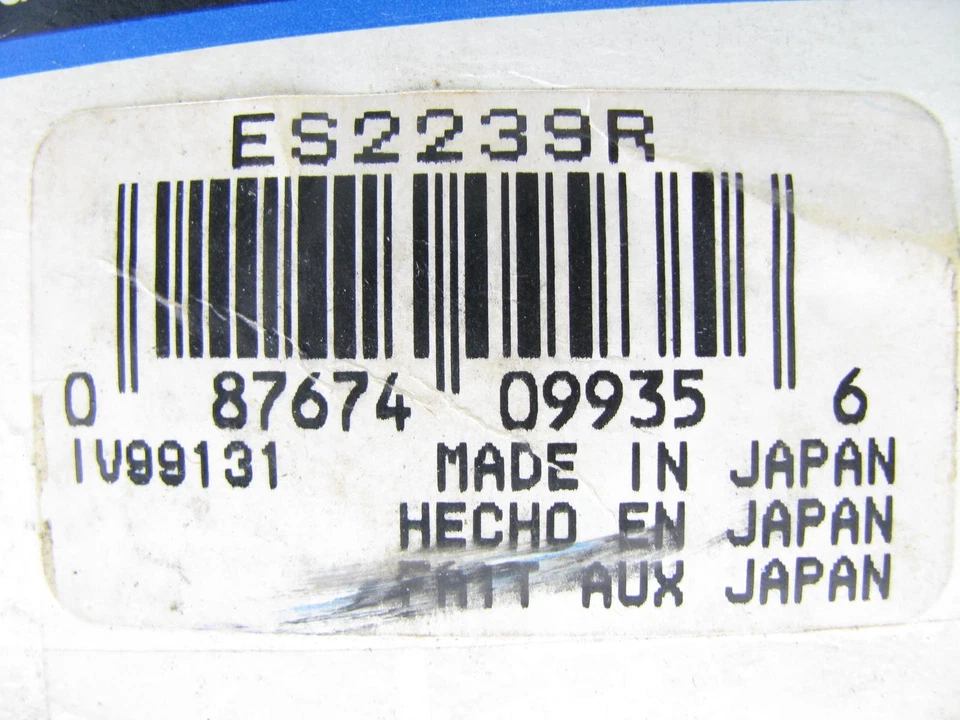 ES2239R
0 87674 09935 6
IV99131 MADE IN JAPAN
HECHO EN JAPAN
FAIT AUX JAPAN